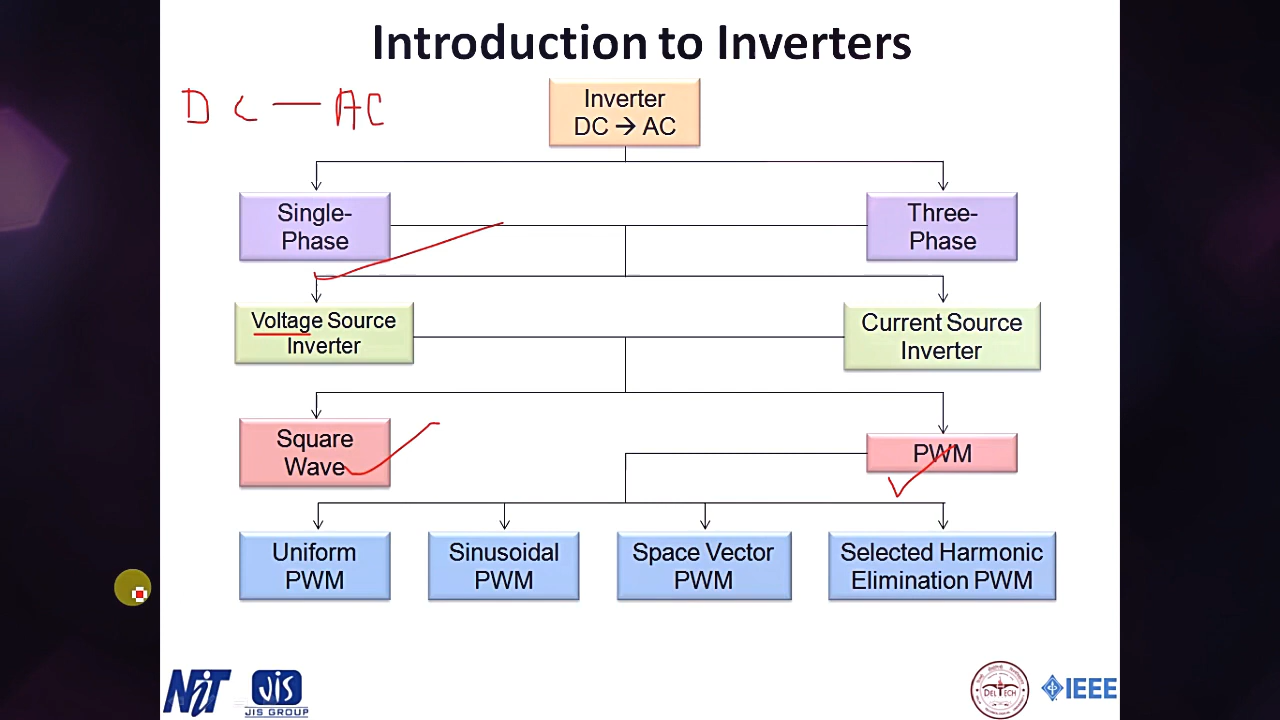 Introduction to Inverters
DC — AC
Inverter
DC → AC
Single-
Phase
Three-
Phase
Voltage Source
Inverter
Current Source
Inverter
Square
Wave
PWM
Uniform
PWM
Sinusoidal
PWM
Space Vector
PWM
Selected Harmonic
Elimination PWM
NiT
JIS
JIS GROUP
DELTECH
IEEE